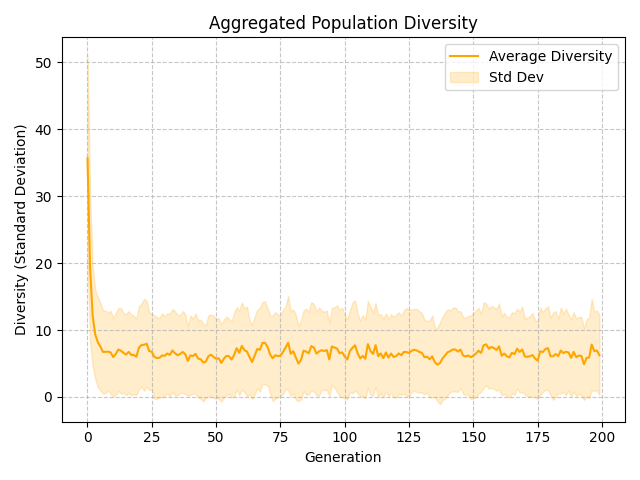 Aggregated Population Diversity
Average Diversity
Std Dev
Diversity (Standard Deviation)
50
40
30
20
10
0
0 25 50 75 100 125 150 175 200
Generation